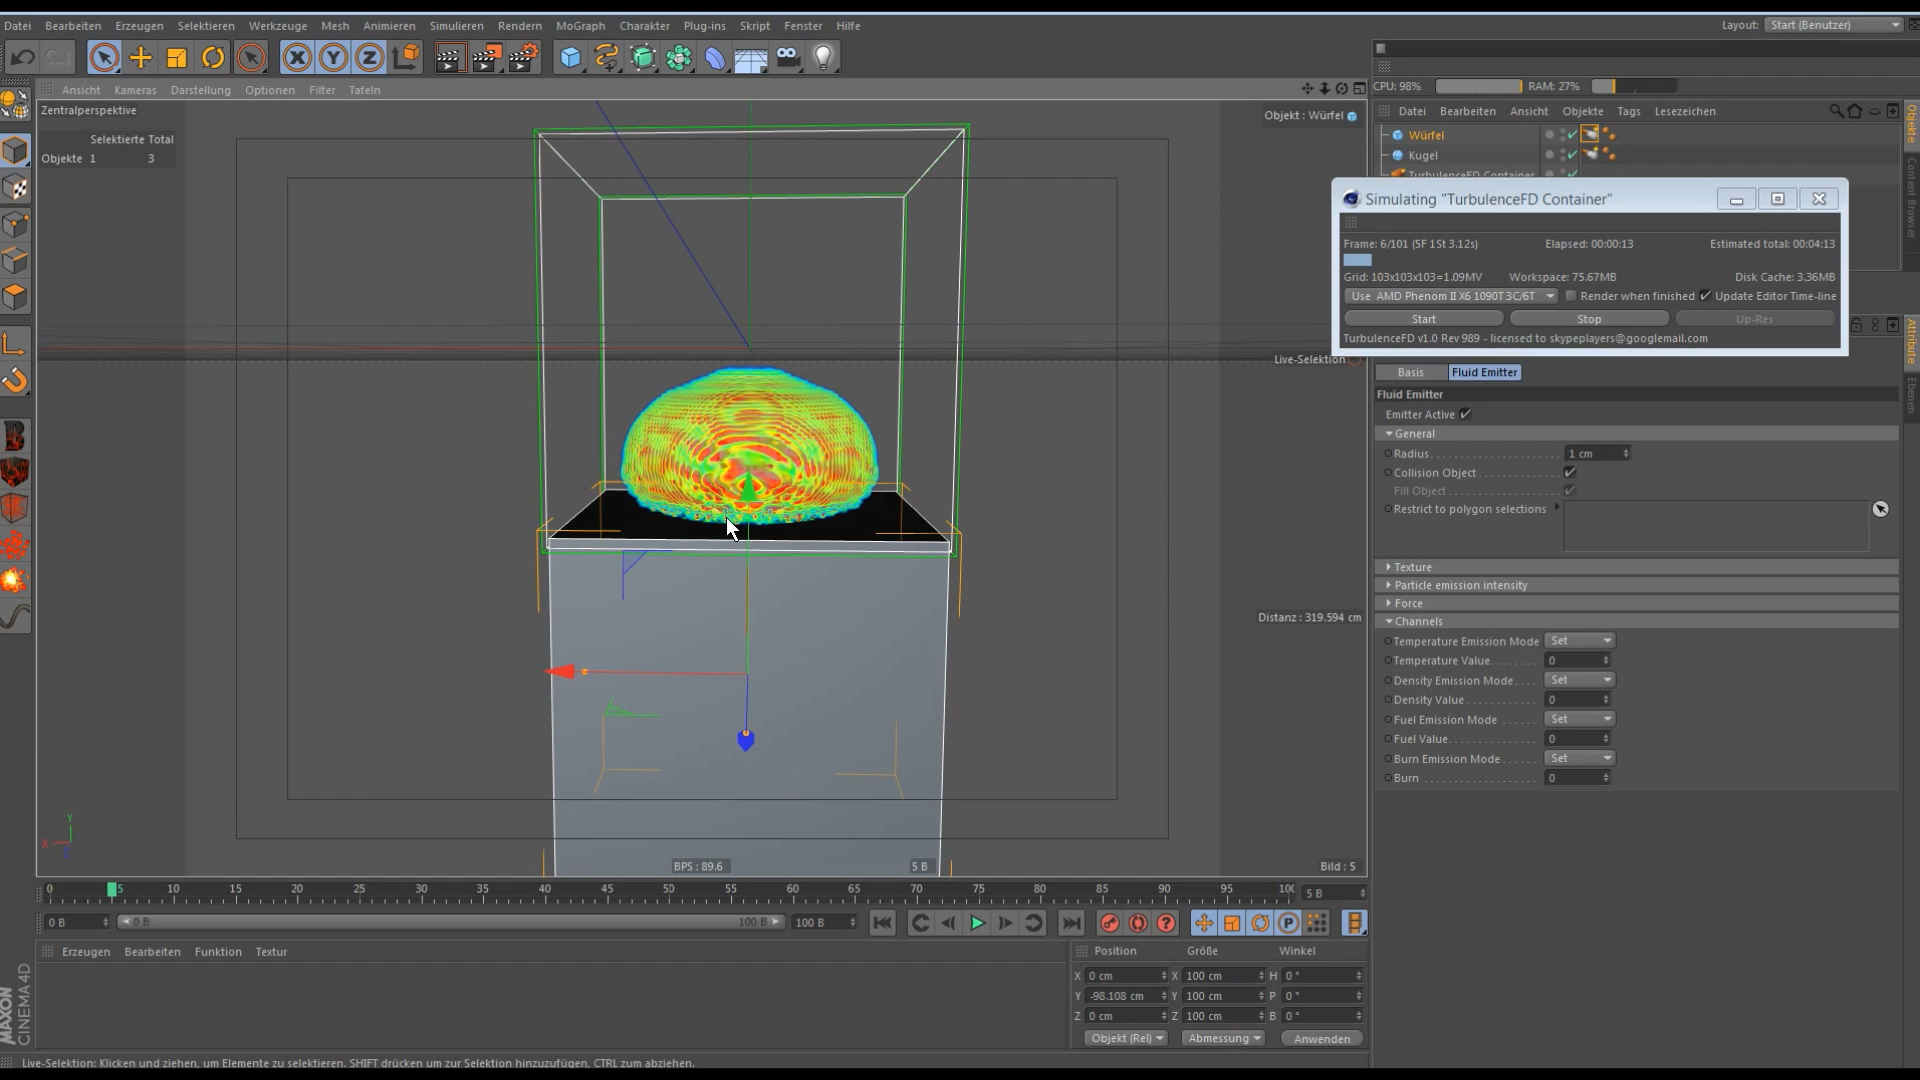 Datei Bearbeiten Erzeugen Selektieren Werkzeuge Mesh Animieren Simulieren Rendern MoGraph Charakter Plug-ins Skript Fenster Hilfe
Layout: Start (Benutzer)
CPU: 98% RAM: 27%
Ansicht Kameras Darstellung Optionen Filter Tafeln
Datei Bearbeiten Ansicht Objekte Tags Lesezeichen
Zentralperspektive
Objekt : Würfel
Selektierte Total
Objekte 1 3
Würfel
Kugel
TurbulenceFD Container
Simulating "TurbulenceFD Container"
Frame: 6/101 (5F 1St 3.12s) Elapsed: 00:00:13 Estimated total: 00:04:13
Grid: 103x103x103=1.09MV Workspace: 75.67MB Disk Cache: 3.36MB
Use AMD Phenom II X6 1090T 3C/6T Render when finished Update Editor Time-line
Start Stop Up-Res
TurbulenceFD v1.0 Rev 989 - licensed to skypeplayers@googlemail.com
Live-Selektion
Basis Fluid Emitter
Fluid Emitter
Emitter Active
General
Radius 1 cm
Collision Object
Fill Object
Restrict to polygon selections
Texture
Particle emission intensity
Force
Channels
Temperature Emission Mode Set
Temperature Value 0
Density Emission Mode Set
Density Value 0
Fuel Emission Mode Set
Fuel Value 0
Burn Emission Mode Set
Burn 0
Objekte
Content Browser
Attribute
Ebenen
Distanz : 319.594 cm
Y
X
BPS : 89.6 5 B Bild : 5
0 5 10 15 20 25 30 35 40 45 50 55 60 65 70 75 80 85 90 95 100 5 B
0 B 0 B 100 B 100 B
Erzeugen Bearbeiten Funktion Textur
Position Größe Winkel
X 0 cm X 100 cm H 0 °
Y -98.108 cm Y 100 cm P 0 °
Z 0 cm Z 100 cm B 0 °
Objekt (Rel) Abmessung Anwenden
MAXON
CINEMA 4D
Live-Selektion: Klicken und ziehen, um Elemente zu selektieren. SHIFT drücken um zur Selektion hinzuzufügen, CTRL zum abziehen.